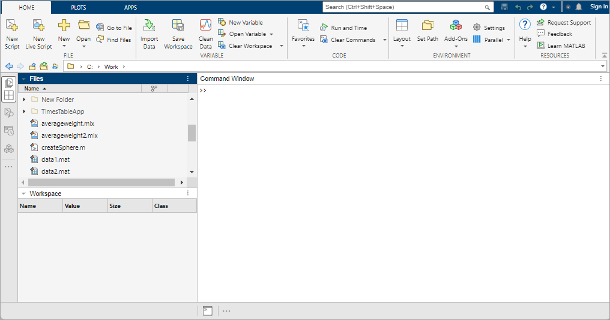 HOME PLOTS APPS Search (Ctrl+Shift+Space) Sign In
New Script
New Live Script
New
Open
Go to File
Find Files
FILE
Import Data
Save Workspace
Clean Data
New Variable
Open Variable
Clear Workspace
VARIABLE
Favorites
Run and Time
Clear Commands
CODE
Layout
Set Path
Add-Ons
Settings
Parallel
ENVIRONMENT
? Help
Request Support
Feedback
Learn MATLAB
RESOURCES
C: Work
Files
Name
New Folder
TimesTableApp
averageweight.mlx
averageweight2.mlx
createSphere.m
data1.mat
data2.mat
Workspace
Name Value Size Class
Command Window
>>